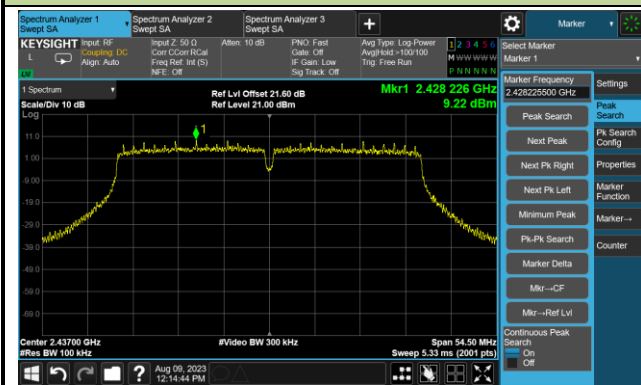 Spectrum Analyzer 1
Swept SA
Spectrum Analyzer 2
Swept SA
Spectrum Analyzer 3
Swept SA
+
Marker
KEYSIGHT
L
Input: RF
Coupling: DC
Align: Auto
Input Z: 50 Ω
Corr CCorr RCal
Freq Ref: Int (S)
NFE: Off
Atten: 10 dB
PNO: Fast
Gate: Off
IF Gain: Low
Sig Track: Off
Avg Type: Log-Power
Avg|Hold:>100/100
Trig: Free Run
1 2 3 4 5 6
M W W W W W
P N N N N N
LW
Select Marker
Marker 1
1 Spectrum
Scale/Div 10 dB
Log
Ref Lvl Offset 21.60 dB
Ref Level 21.00 dBm
Mkr1 2.428 226 GHz
9.22 dBm
1
11.0
1.00
-9.00
-19.0
-29.0
-39.0
-49.0
-59.0
-69.0
Center 2.43700 GHz
#Res BW 100 kHz
#Video BW 300 kHz
Span 54.50 MHz
Sweep 5.33 ms (2001 pts)
Marker Frequency
2.428225500 GHz
Peak Search
Next Peak
Next Pk Right
Next Pk Left
Minimum Peak
Pk-Pk Search
Marker Delta
Mkr→CF
Mkr→Ref Lvl
Continuous Peak
Search
On
Off
Settings
Peak
Search
Pk Search
Config
Properties
Marker
Function
Marker→
Counter
?
Aug 09, 2023
12:14:44 PM